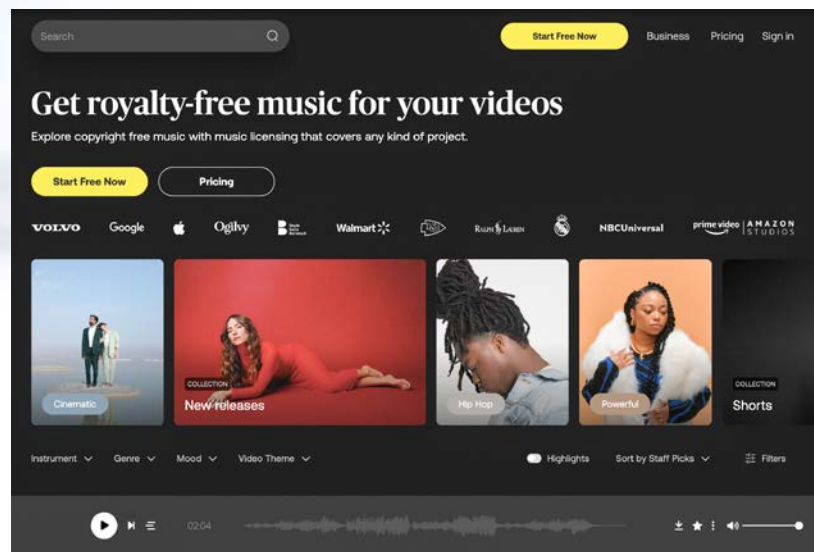 Search
Start Free Now
Business
Pricing
Sign in
Get royalty-free music for your videos
Explore copyright free music with music licensing that covers any kind of project.
Start Free Now
Pricing
VOLVO
Google
Ogilvy
Walmart
RALPH LAUREN
NBCUniversal
prime video | AMAZON STUDIOS
Cinematic
COLLECTION
New releases
Hip Hop
Powerful
COLLECTION
Shorts
Instrument
Genre
Mood
Video Theme
Highlights
Sort by Staff Picks
Filters
02:04